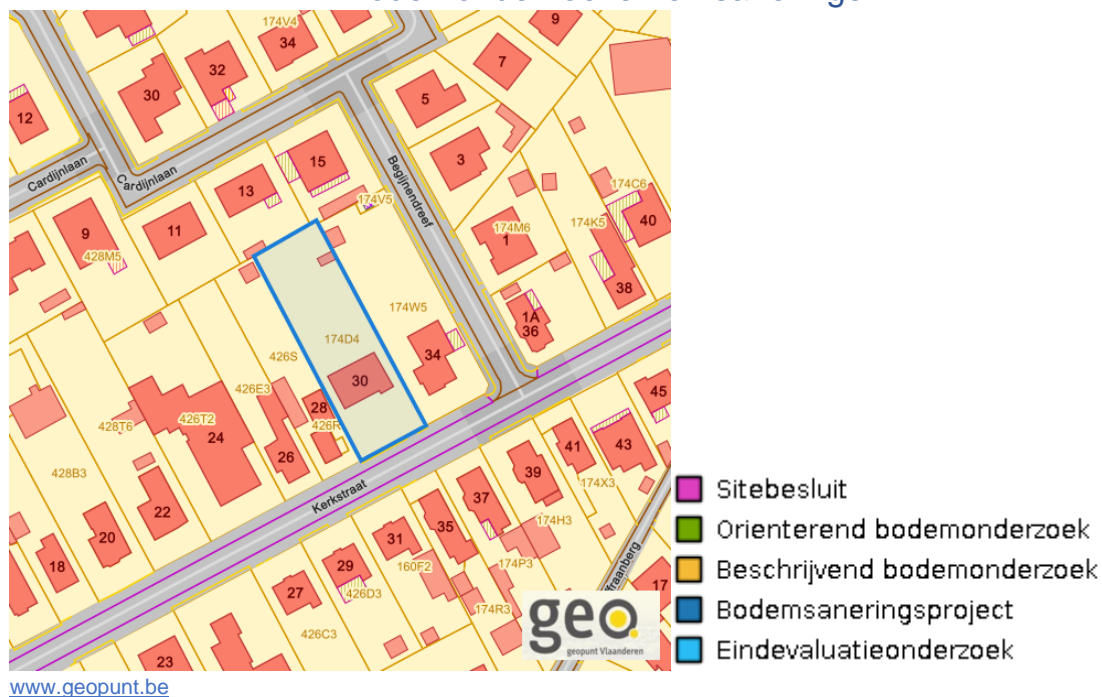 174V4
9
34
32
7
30
5
12
Cardijnlaan
Cardijnlaan
15
Begijnendreef
3
13
174V5
174C6
9
11
174M6
174K5
40
428M5
1
38
174W5
1A
36
174D4
426S
34
30
426E3
28
426R
45
428T6
426T2
24
26
41
43
428B3
39
174X3
Kerkstraat
22
37
174H3
20
35
31
18
29
160F2
174P3
27
426D3
174R3
17
426C3
23
geo.
geopunt Vlaanderen
Sitebesluit
Orienterend bodemonderzoek
Beschrijvend bodemonderzoek
Bodemsaneringsproject
Eindevaluatieonderzoek
www.geopunt.be